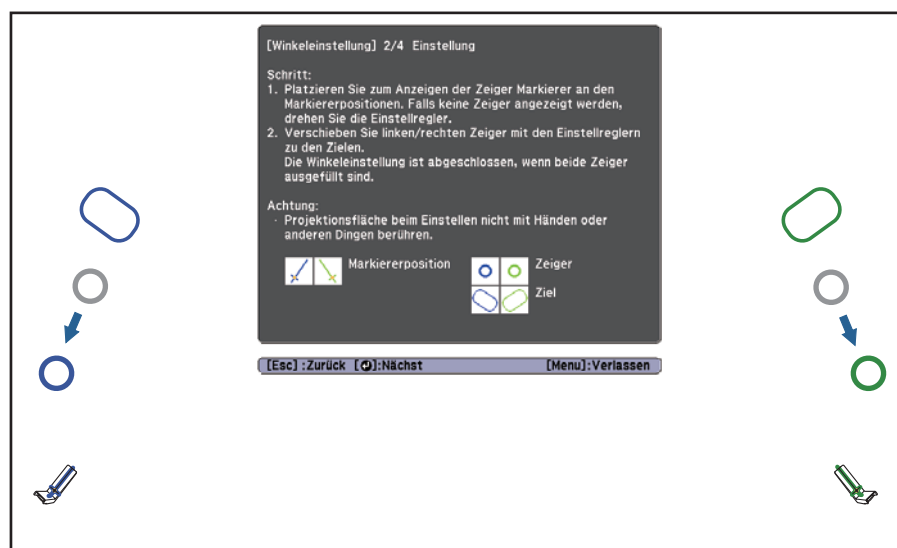 [Winkeleinstellung] 2/4 Einstellung
Schritt:
1. Platzieren Sie zum Anzeigen der Zeiger Markierer an den
Markiererpositionen. Falls keine Zeiger angezeigt werden,
drehen Sie die Einstellregler.
2. Verschieben Sie linken/rechten Zeiger mit den Einstellreglern
zu den Zielen.
Die Winkeleinstellung ist abgeschlossen, wenn beide Zeiger
ausgefüllt sind.
Achtung:
· Projektionsfläche beim Einstellen nicht mit Händen oder
anderen Dingen berühren.
Markiererposition
Zeiger
Ziel
[Esc] :Zurück [⏎]:Nächst [Menu]:Verlassen